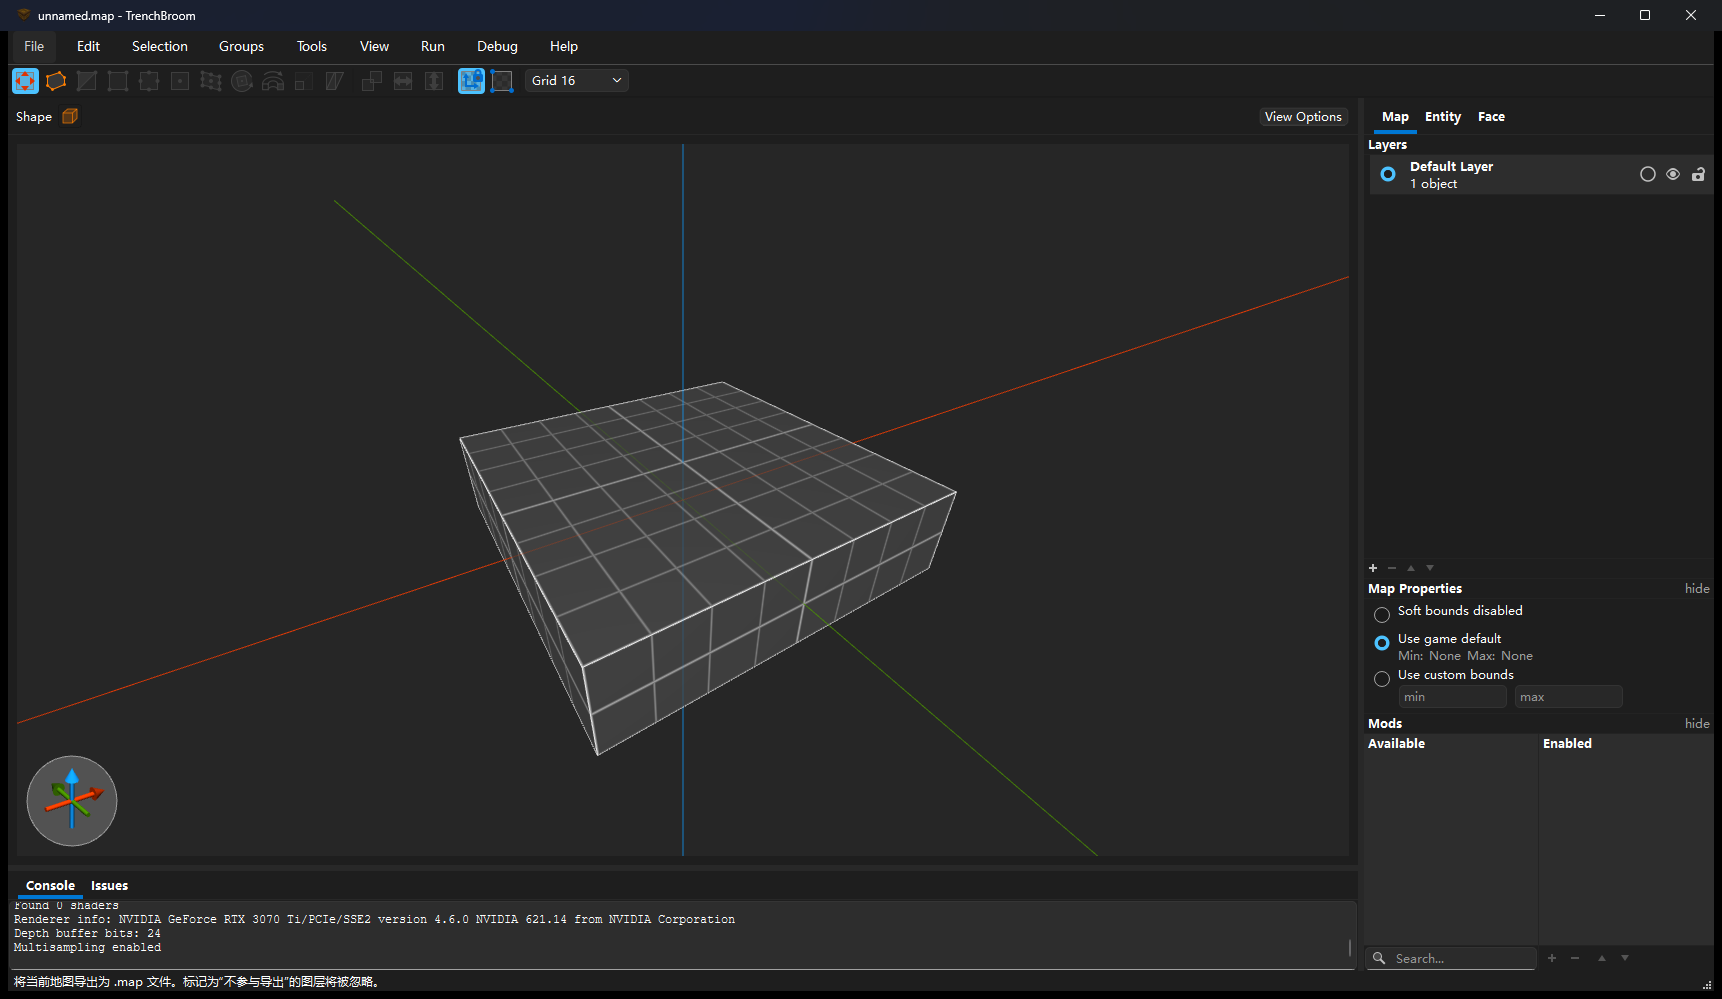 unnamed.map - TrenchBroom
File Edit Selection Groups Tools View Run Debug Help
Grid 16
Shape
View Options
Map Entity Face
Layers
Default Layer
1 object
Map Properties
hide
Soft bounds disabled
Use game default
Min: None Max: None
Use custom bounds
min
max
Mods
hide
Available
Enabled
Search...
Console Issues
Found 0 shaders
Renderer info: NVIDIA GeForce RTX 3070 Ti/PCIe/SSE2 version 4.6.0 NVIDIA 621.14 from NVIDIA Corporation
Depth buffer bits: 24
Multisampling enabled
将当前地图导出为 .map 文件。标记为“不参与导出”的图层将被忽略。